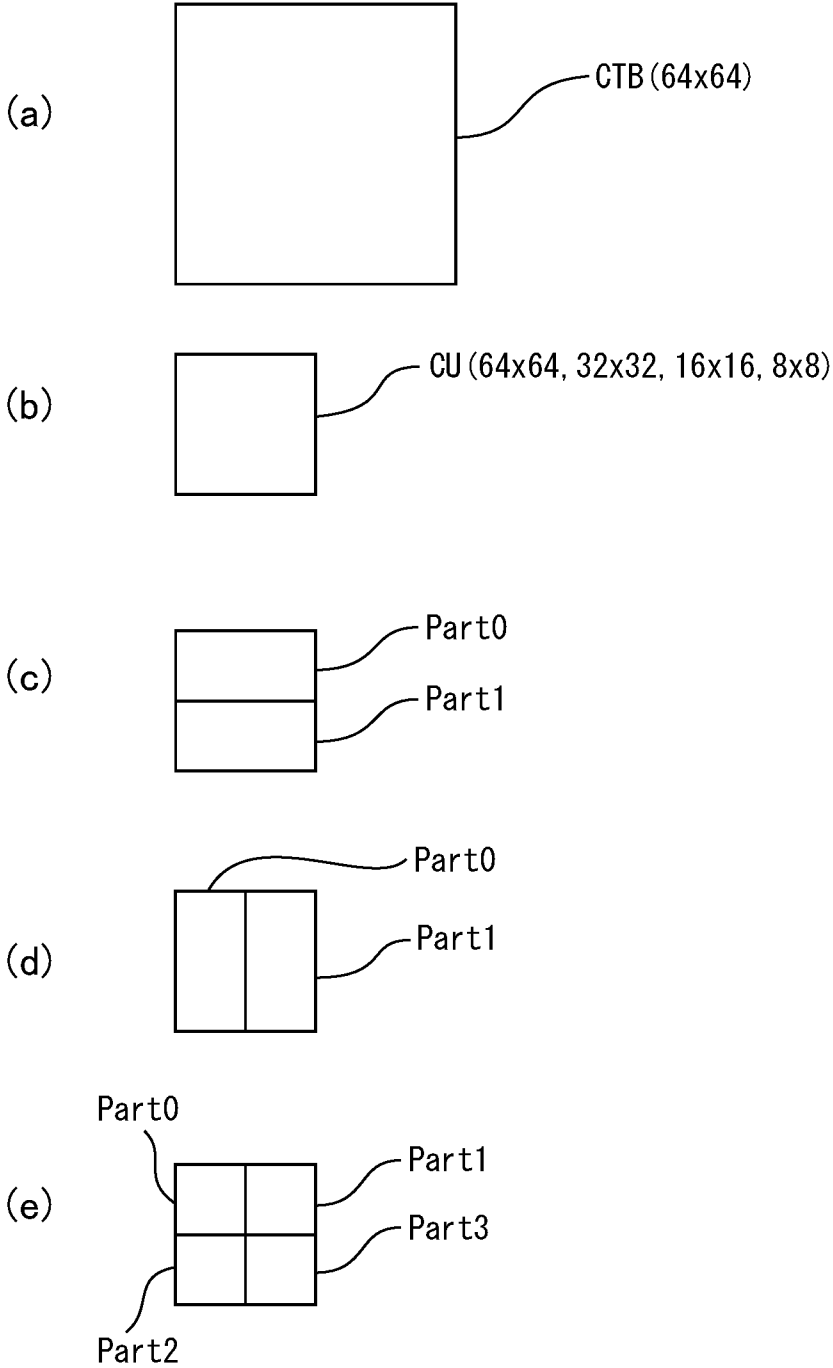 (a)
CTB(64x64)
(b)
CU(64x64, 32x32, 16x16, 8x8)
(c)
Part0
Part1
(d)
Part0
Part1
(e)
Part0
Part1
Part3
Part2